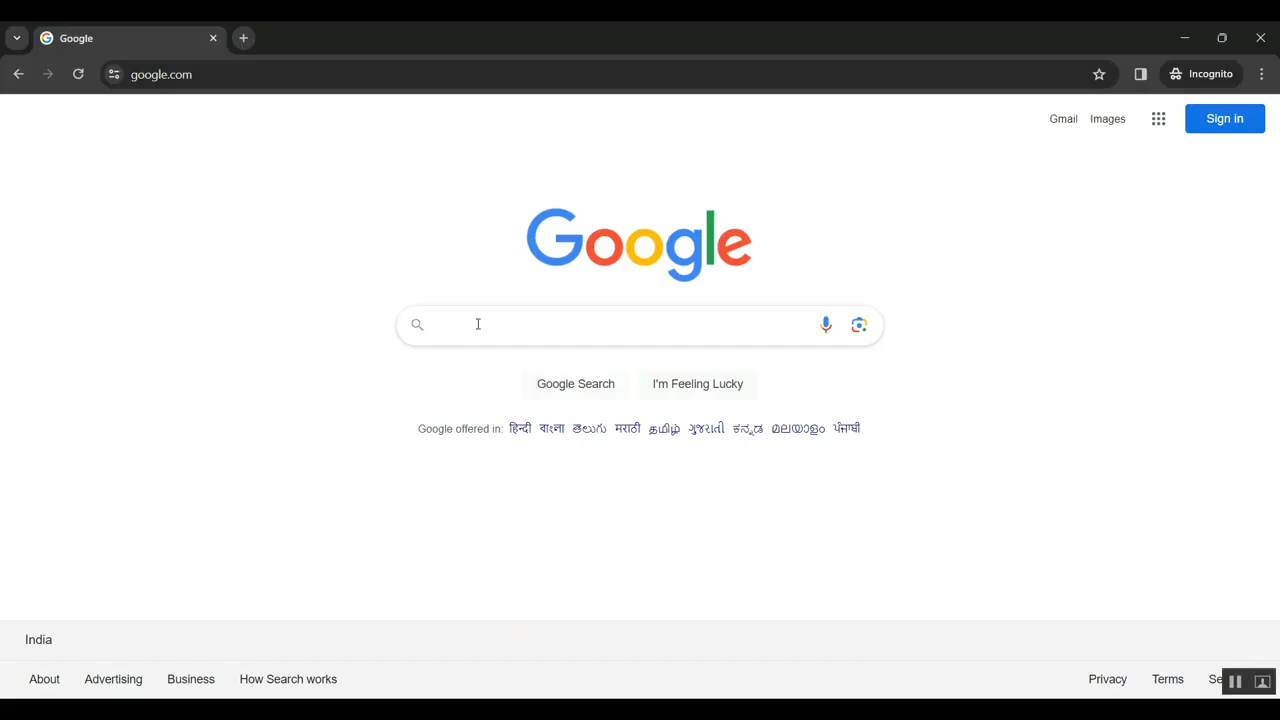 Google
google.com
Incognito
Gmail Images Sign in
Google
Google Search I'm Feeling Lucky
Google offered in: हिन्दी বাংলা తెలుగు मराठी தமிழ் ગુજરાતી ಕನ್ನಡ മലയാളം ਪੰਜਾਬੀ
India
About Advertising Business How Search works Privacy Terms Se